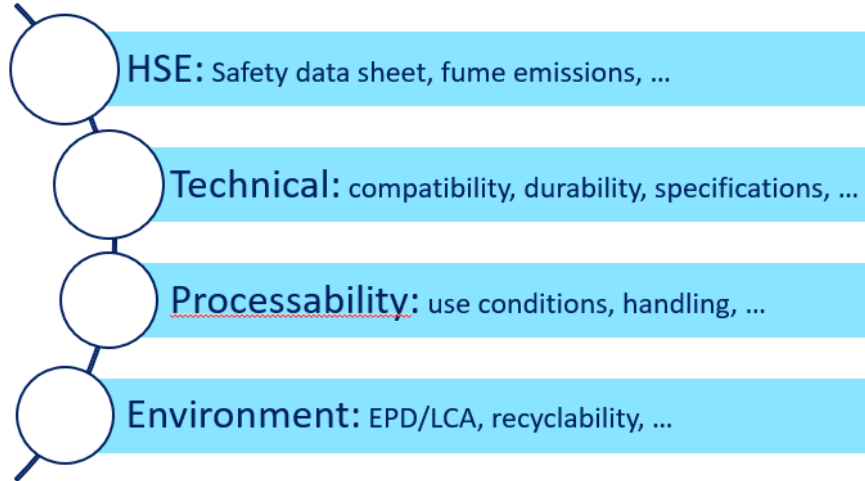 HSE: Safety data sheet, fume emissions, ...
Technical: compatibility, durability, specifications, ...
Processability: use conditions, handling, ...
Environment: EPD/LCA, recyclability, ...